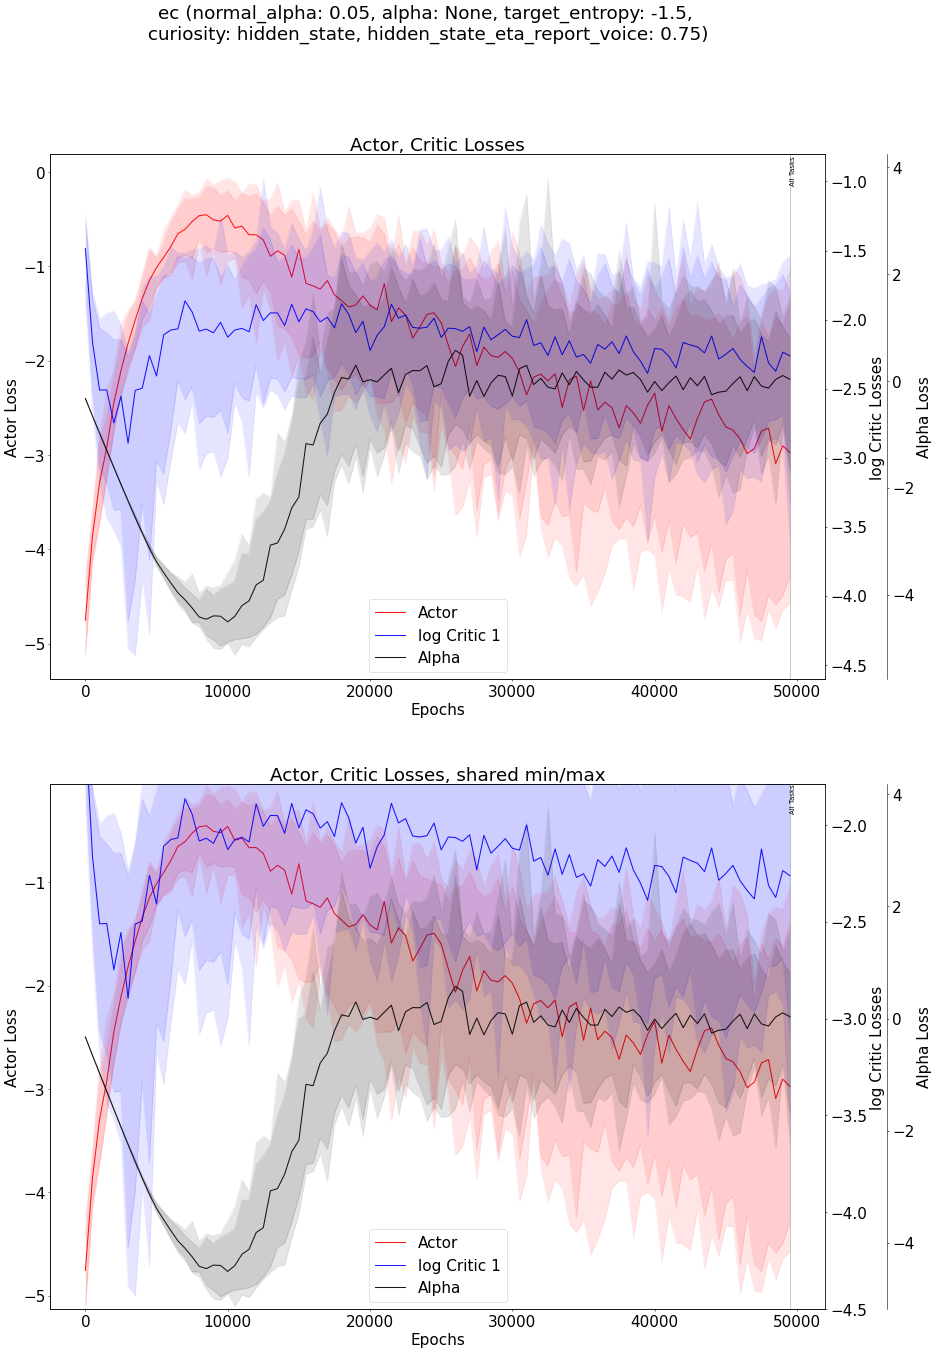 ec (normal_alpha: 0.05, alpha: None, target_entropy: -1.5,
curiosity: hidden_state, hidden_state_eta_report_voice: 0.75)
Actor, Critic Losses
All Tasks
Actor Loss
0
−1
−2
−3
−4
−5
−1.0
−1.5
−2.0
−2.5
−3.0
−3.5
−4.0
−4.5
log Critic Losses
4
2
0
−2
−4
Alpha Loss
Actor
log Critic 1
Alpha
0 10000 20000 30000 40000 50000
Epochs
Actor, Critic Losses, shared min/max
All Tasks
Actor Loss
−1
−2
−3
−4
−5
−2.0
−2.5
−3.0
−3.5
−4.0
−4.5
log Critic Losses
4
2
0
−2
−4
Alpha Loss
Actor
log Critic 1
Alpha
0 10000 20000 30000 40000 50000
Epochs